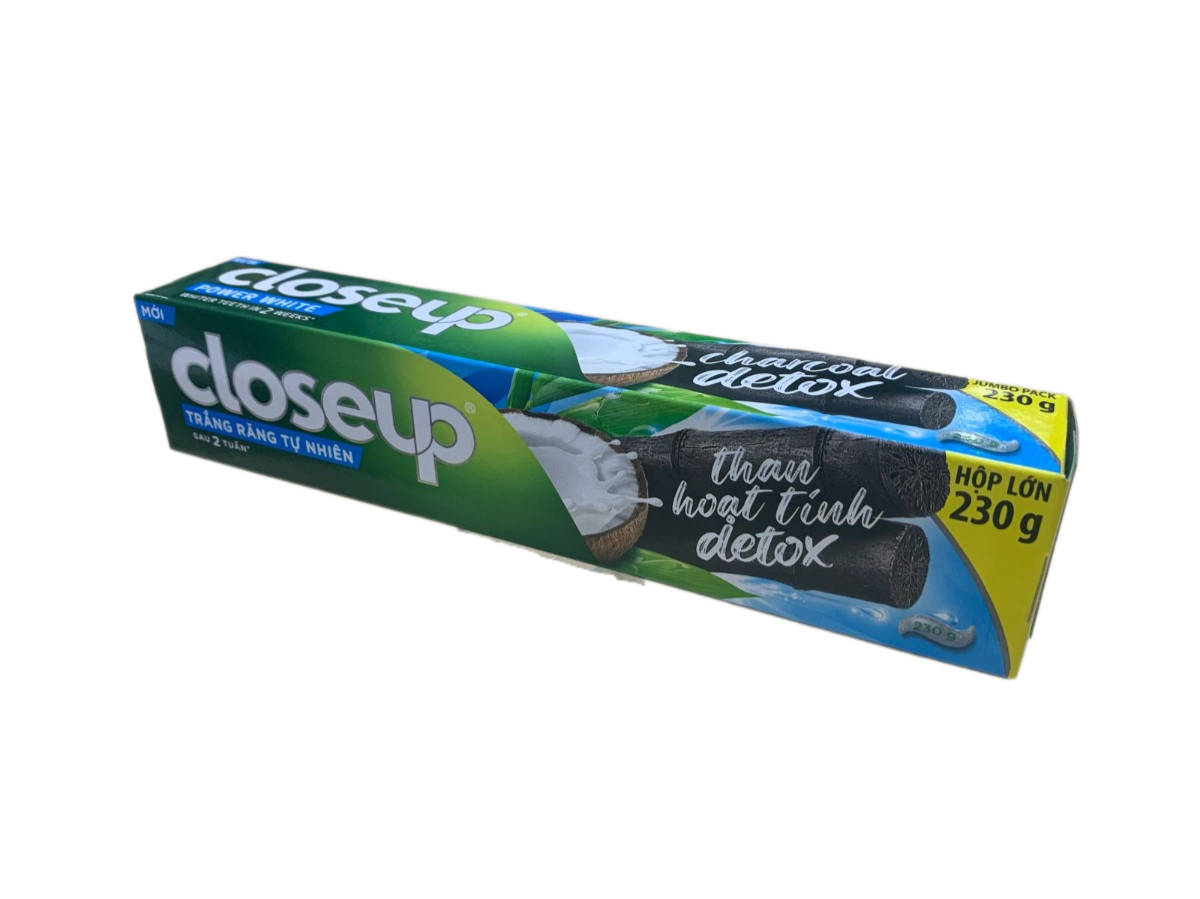 closeup®
POWER WHITE
WHITER TEETH IN 2 WEEKS*
charcoal
detox
JUMBO PACK
230 g
MỚI
closeup®
TRẮNG RĂNG TỰ NHIÊN
SAU 2 TUẦN*
than
hoạt tính
detox
HỘP LỚN
230 g
230 g